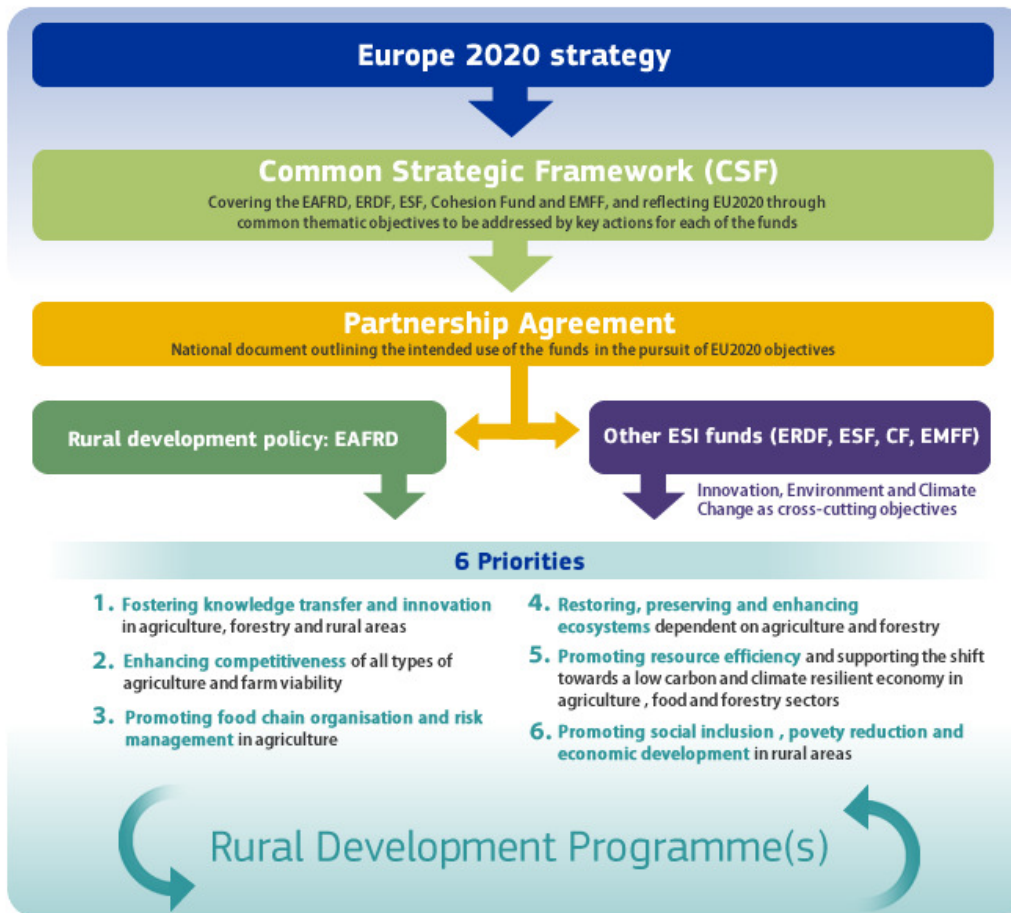 Europe 2020 strategy
Common Strategic Framework (CSF)
Covering the EAFRD, ERDF, ESF, Cohesion Fund and EMFF, and reflecting EU2020 through
common thematic objectives to be addressed by key actions for each of the funds
Partnership Agreement
National document outlining the intended use of the funds in the pursuit of EU2020 objectives
Rural development policy: EAFRD
Other ESI funds (ERDF, ESF, CF, EMFF)
Innovation, Environment and Climate
Change as cross-cutting objectives
6 Priorities
1. Fostering knowledge transfer and innovation
in agriculture, forestry and rural areas
2. Enhancing competitiveness of all types of
agriculture and farm viability
3. Promoting food chain organisation and risk
management in agriculture
4. Restoring, preserving and enhancing
ecosystems dependent on agriculture and forestry
5. Promoting resource efficiency and supporting the shift
towards a low carbon and climate resilient economy in
agriculture , food and forestry sectors
6. Promoting social inclusion , povety reduction and
economic development in rural areas
Rural Development Programme(s)